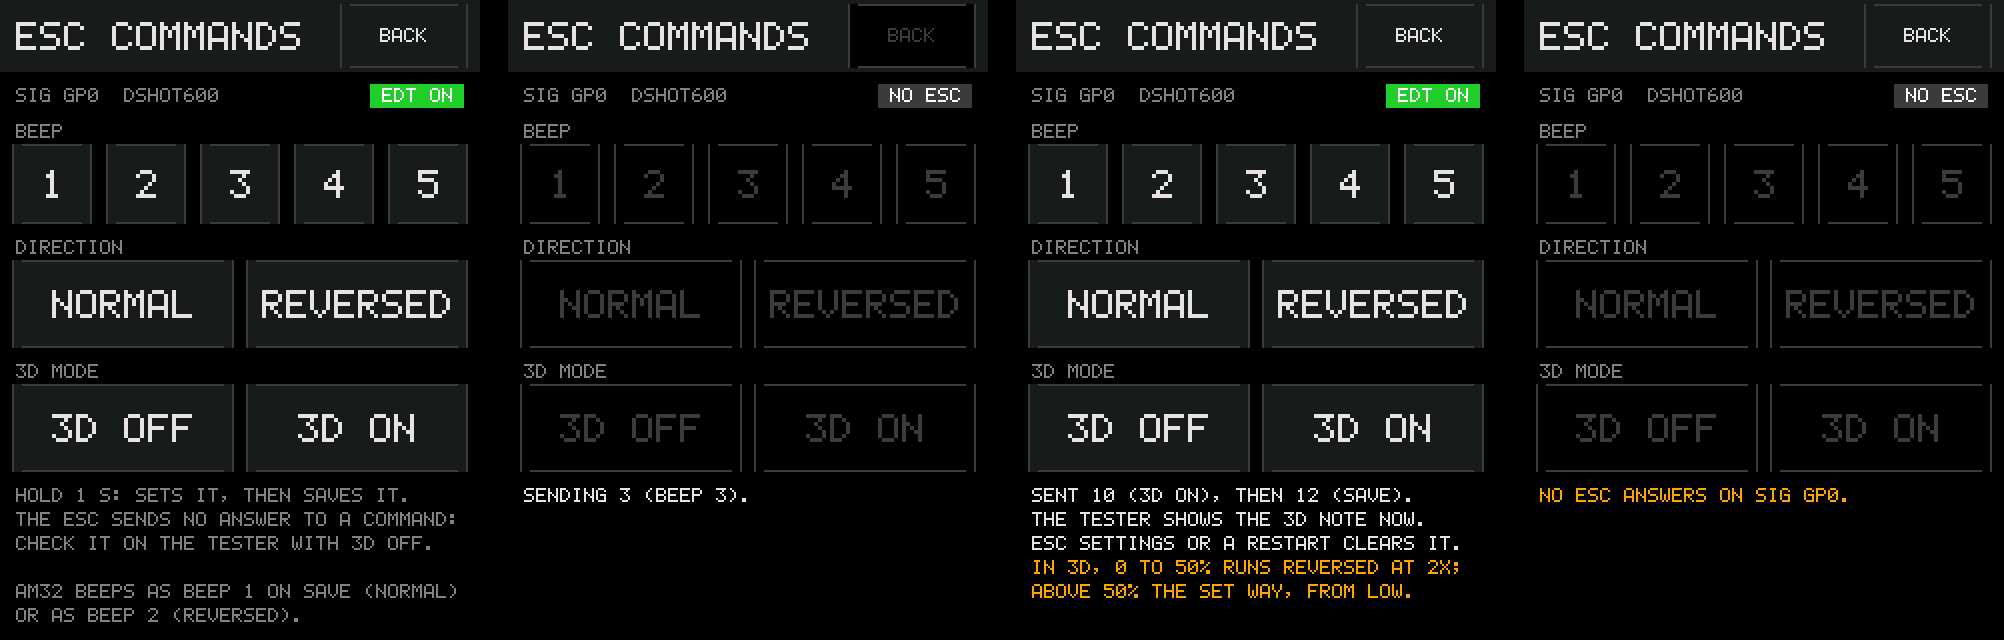 ESC COMMANDS
BACK
SIG GP0 DSHOT600
EDT ON
BEEP
1 2 3 4 5
DIRECTION
NORMAL REVERSED
3D MODE
3D OFF 3D ON
HOLD 1 S: SETS IT, THEN SAVES IT.
THE ESC SENDS NO ANSWER TO A COMMAND:
CHECK IT ON THE TESTER WITH 3D OFF.
AM32 BEEPS AS BEEP 1 ON SAVE (NORMAL)
OR AS BEEP 2 (REVERSED).
ESC COMMANDS
BACK
SIG GP0 DSHOT600
NO ESC
BEEP
1 2 3 4 5
DIRECTION
NORMAL REVERSED
3D MODE
3D OFF 3D ON
SENDING 3 (BEEP 3).
ESC COMMANDS
BACK
SIG GP0 DSHOT600
EDT ON
BEEP
1 2 3 4 5
DIRECTION
NORMAL REVERSED
3D MODE
3D OFF 3D ON
SENT 10 (3D ON), THEN 12 (SAVE).
THE TESTER SHOWS THE 3D NOTE NOW.
ESC SETTINGS OR A RESTART CLEARS IT.
IN 3D, 0 TO 50% RUNS REVERSED AT 2X;
ABOVE 50% THE SET WAY, FROM LOW.
ESC COMMANDS
BACK
SIG GP0 DSHOT600
NO ESC
BEEP
1 2 3 4 5
DIRECTION
NORMAL REVERSED
3D MODE
3D OFF 3D ON
NO ESC ANSWERS ON SIG GP0.